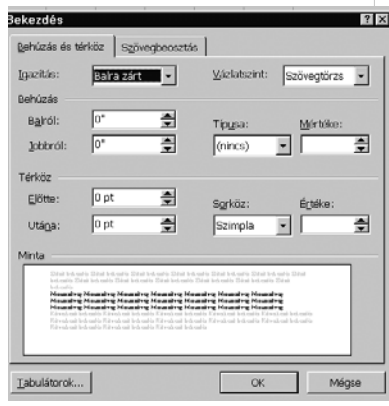 Bekezdés
Behúzás és térköz Szövegbeosztás
Igazítás: Balra zárt Vázlatszint: Szövegtörzs
Behúzás
Balról: 0" Típusa: Mértéke:
Jobbról: 0" (nincs)
Térköz
Előtte: 0 pt Sorköz: Értéke:
Utána: 0 pt Szimpla
Minta
Tabulátorok... OK Mégse